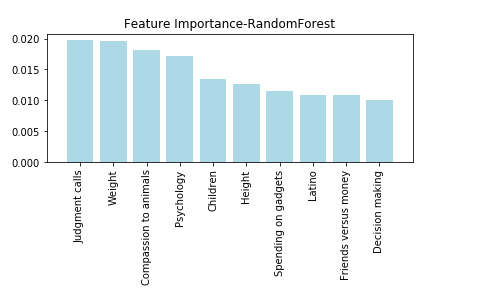 Feature Importance-RandomForest
0.020
0.015
0.010
0.005
0.000
Judgment calls
Weight
Compassion to animals
Psychology
Children
Height
Spending on gadgets
Latino
Friends versus money
Decision making